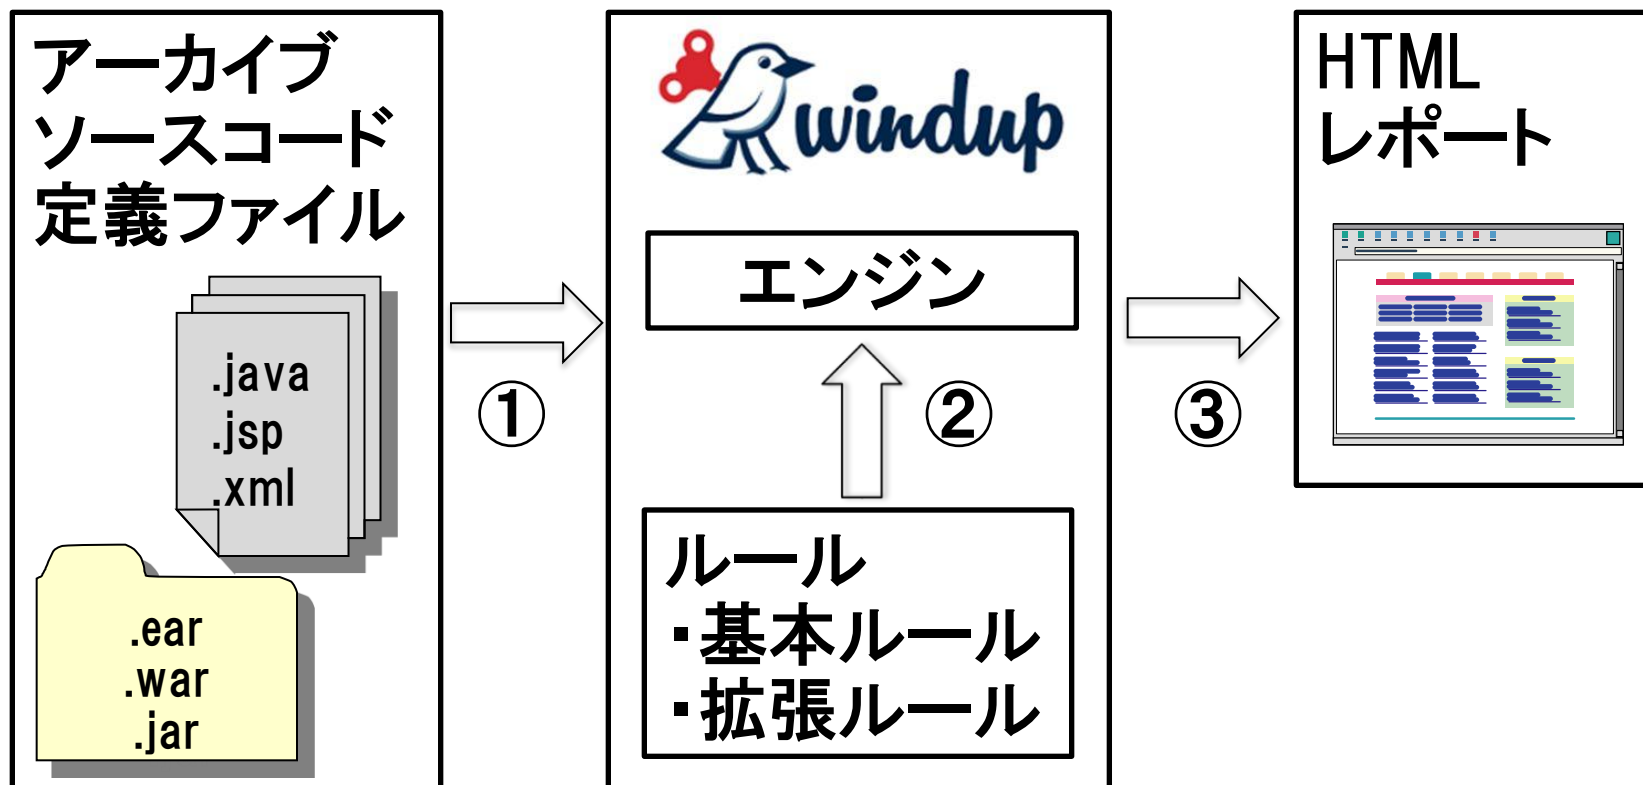 アーカイブ
ソースコード
定義ファイル
.java
.jsp
.xml
.ear
.war
.jar
①
windup
エンジン
②
ルール
・基本ルール
・拡張ルール
③
HTML
レポート